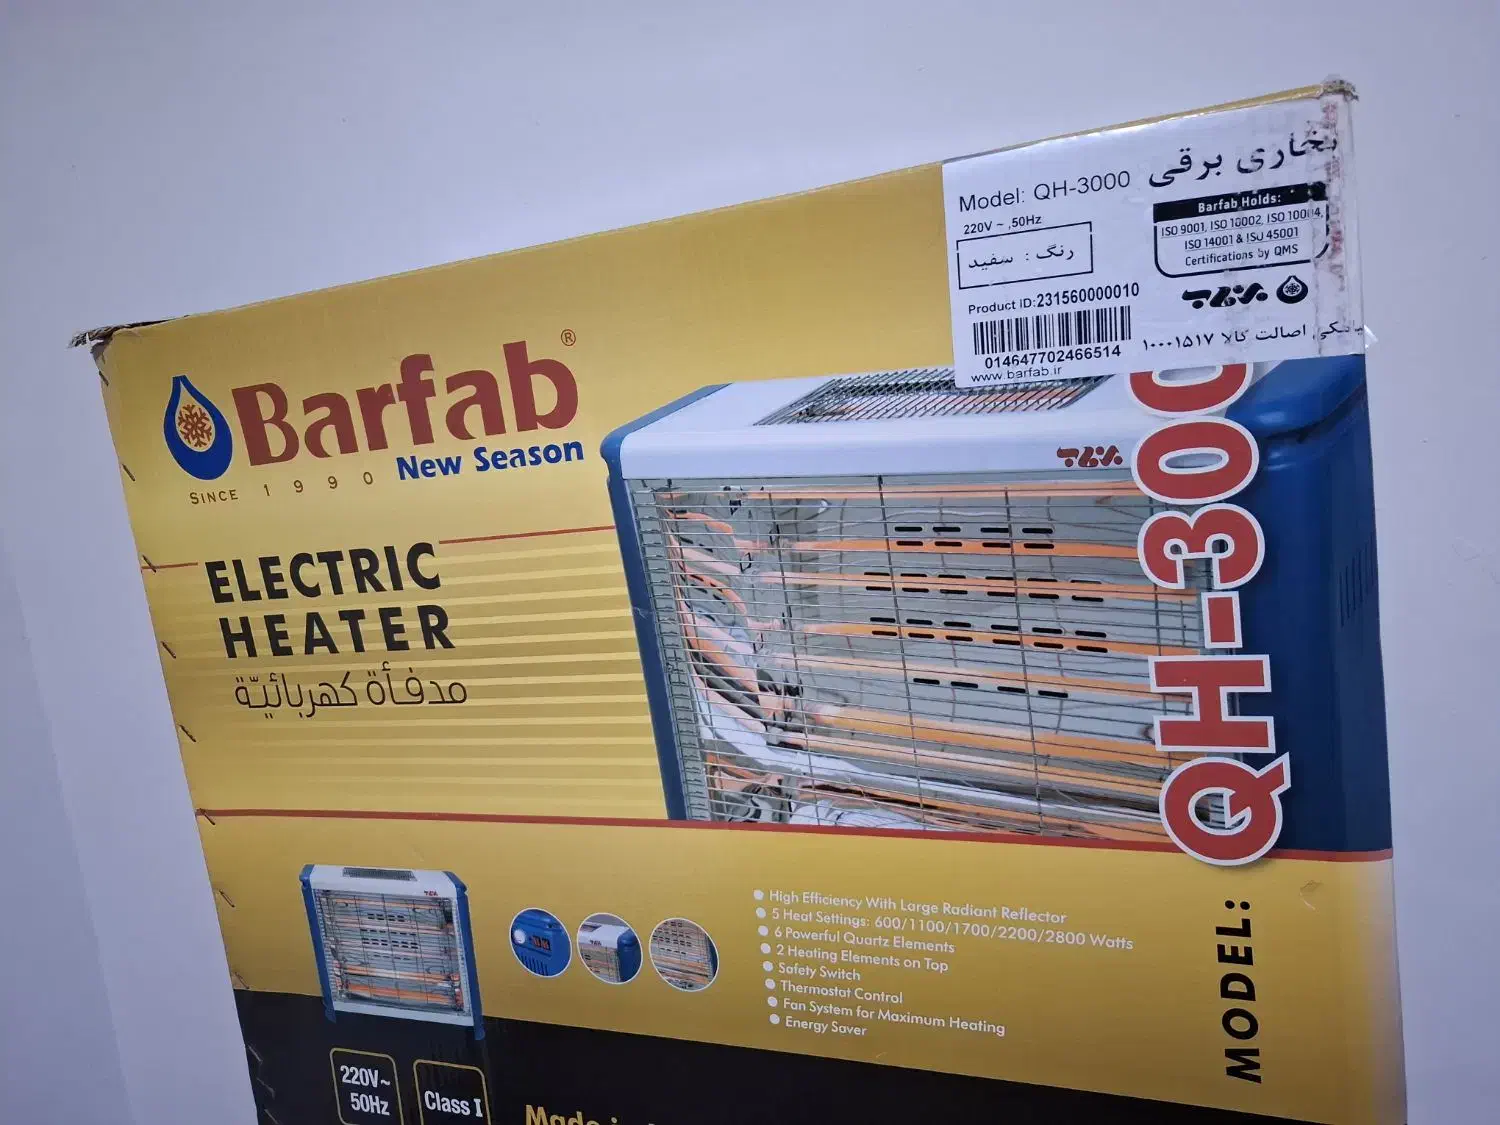 بخاری برقی
Model: QH-3000
220V ~ ,50Hz
رنگ : سفید
Barfab Holds:
ISO 9001, ISO 10002, ISO 10004,
ISO 14001 & ISO 45001
Certifications by QMS
Product ID:231560000010
برفاب
014647702466514
اصالت کالا ۱۰۰۰۱۵۱۷
www.barfab.ir
Barfab®
New Season
SINCE 1990
ELECTRIC
HEATER
مدفأة كهربائيّة
برفاب
QH-300
MODEL:
High Efficiency With Large Radiant Reflector
5 Heat Settings: 600/1100/1700/2200/2800 Watts
6 Powerful Quartz Elements
2 Heating Elements on Top
Safety Switch
Thermostat Control
Fan System for Maximum Heating
Energy Saver
220V~
50Hz
Class I
Made